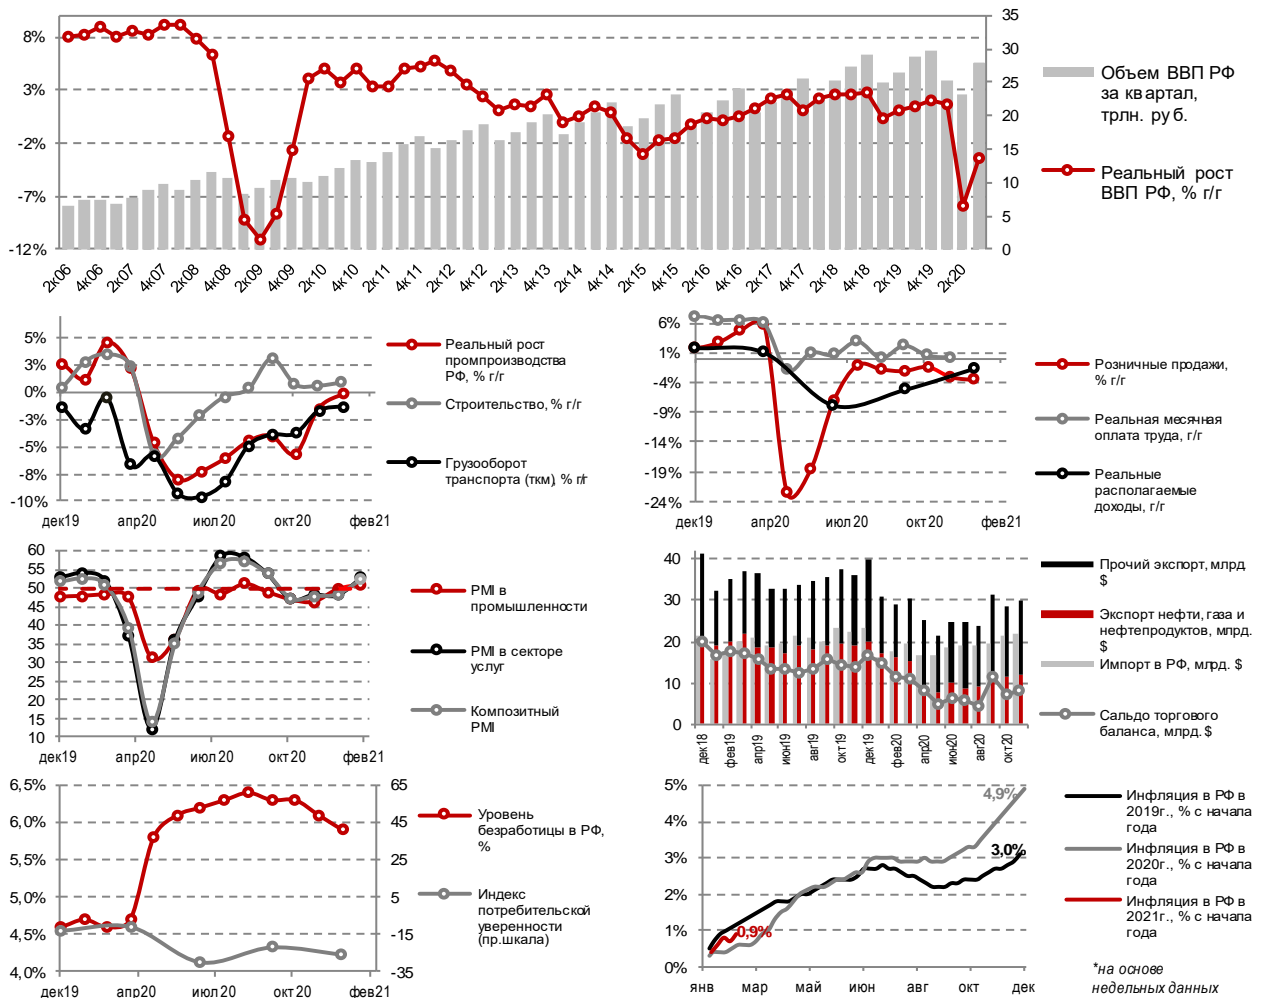 8%
3%
-2%
-7%
-12%
35
30
25
20
15
10
5
0
2к06
4к06
2к07
4к07
2к08
4к08
2к09
4к09
2к10
4к10
2к11
4к11
2к12
4к12
2к13
4к13
2к14
4к14
2к15
4к15
2к16
4к16
2к17
4к17
2к18
4к18
2к19
4к19
2к20
Объем ВВП РФ
за квартал,
трлн. руб.
Реальный рост
ВВП РФ, % г/г
5%
3%
0%
-3%
-5%
-8%
-10%
дек19
апр20
июл20
окт20
фев21
Реальный рост
промпроизводства
РФ, % г/г
Строительство, % г/г
Грузооборот
транспорта (ткм), % г/г
6%
1%
-4%
-9%
-14%
-19%
-24%
дек19
апр20
июл20
окт20
фев21
Розничные продажи,
% г/г
Реальная месячная
оплата труда, г/г
Реальные
располагаемые
доходы, г/г
60
55
50
45
40
35
30
25
20
15
10
дек19
апр20
июл20
окт20
фев21
PMI в
промышленности
PMI в секторе
услуг
Композитный
PMI
40
30
20
10
0
дек18
фев19
апр19
июн19
авг19
окт19
дек19
фев20
апр20
июн20
авг20
окт20
Прочий экспорт, млрд.
$
Экспорт нефти, газа и
нефтепродуктов, млрд.
$
Импорт в РФ, млрд. $
Сальдо торгового
баланса, млрд. $
6,5%
6,0%
5,5%
5,0%
4,5%
4,0%
65
45
25
5
-15
-35
дек19
апр20
июл20
окт20
фев21
Уровень
безработицы в РФ,
%
Индекс
потребительской
уверенности
(пр.шкала)
5%
4%
3%
2%
1%
0%
4,9%
3,0%
0,9%
янв
мар
май
июн
авг
окт
дек
Инфляция в РФ в
2019г., % с начала
года
Инфляция в РФ в
2020г., % с начала
года
Инфляция в РФ в
2021г., % с начала
года
*на основе
недельных данных